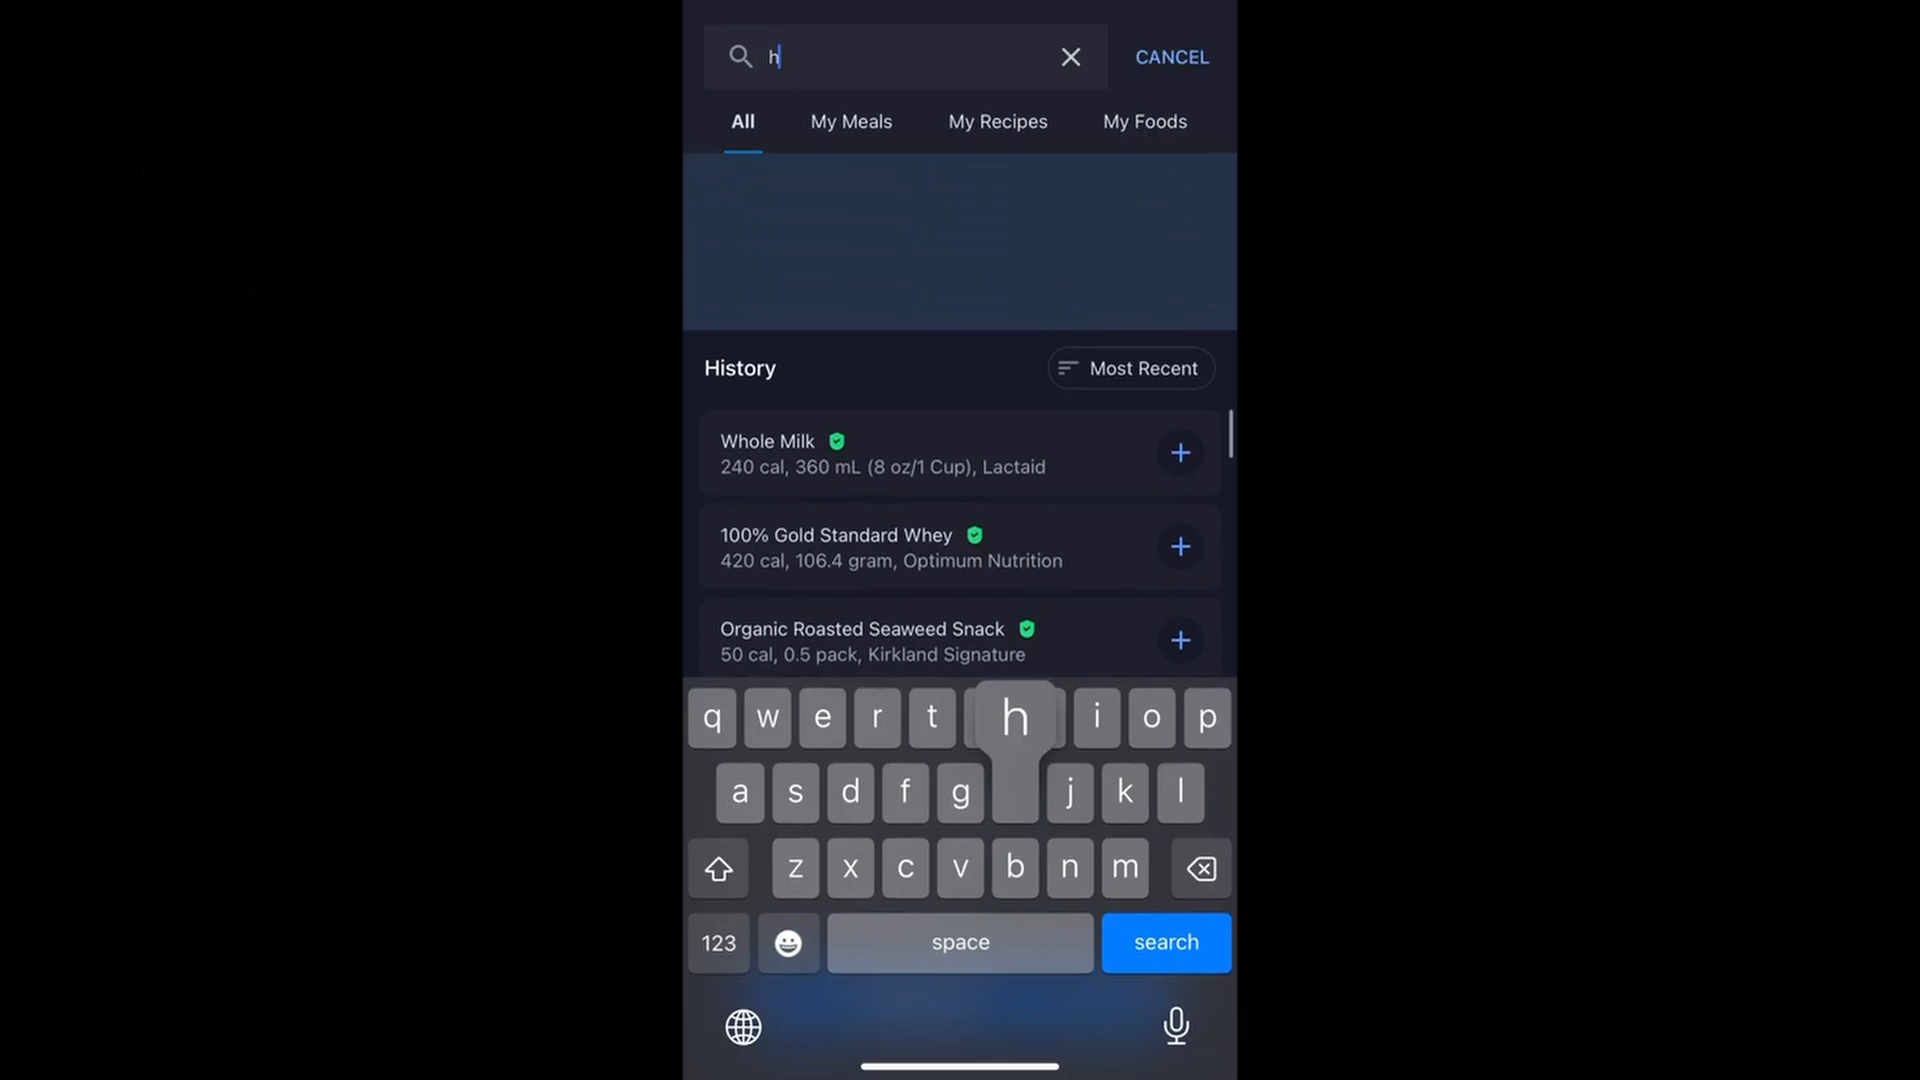 h
CANCEL
All My Meals My Recipes My Foods
History
Most Recent
Whole Milk
240 cal, 360 mL (8 oz/1 Cup), Lactaid
100% Gold Standard Whey
420 cal, 106.4 gram, Optimum Nutrition
Organic Roasted Seaweed Snack
50 cal, 0.5 pack, Kirkland Signature
q w e r t h i o p
a s d f g j k l
z x c v b n m
123 space search